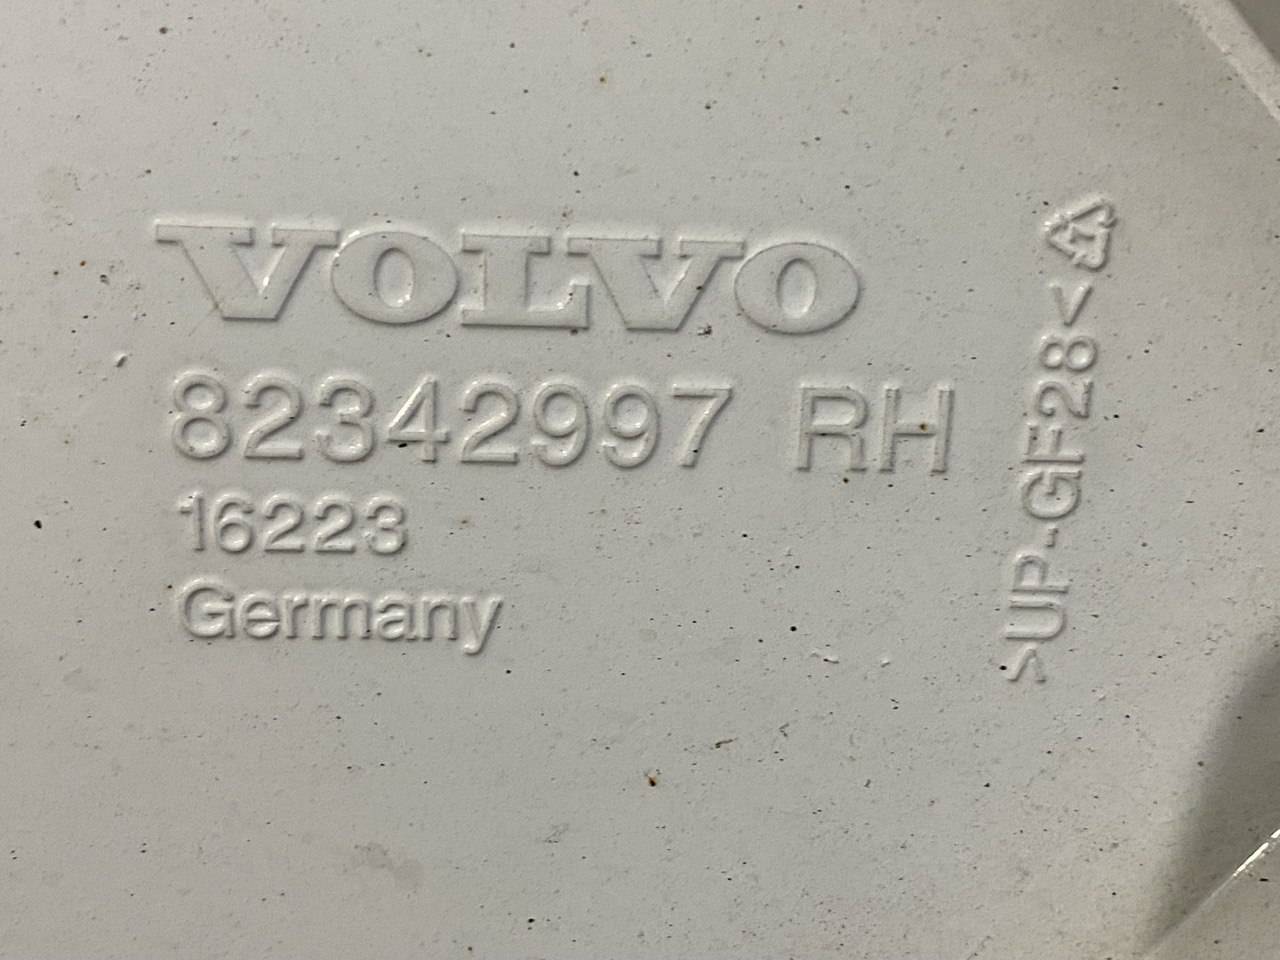 VOLVO
82342997 RH
16223
Germany
>UP-GF28<